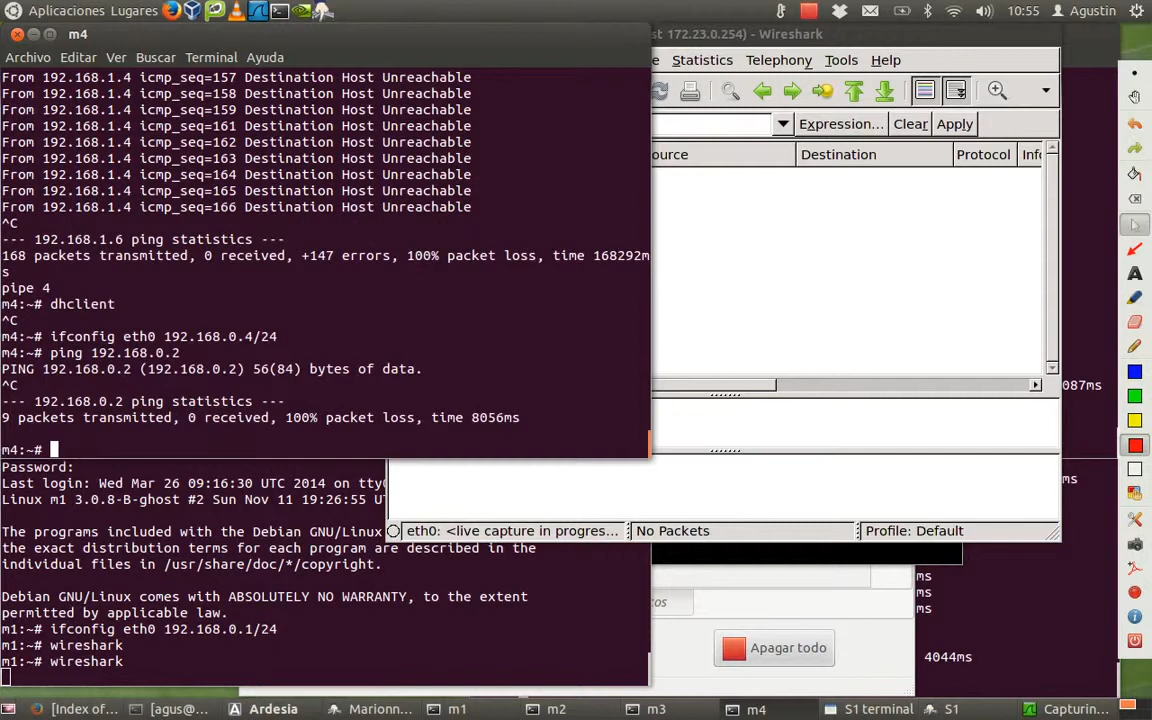 Aplicaciones Lugares 10:55 Agustin
m4
Archivo Editar Ver Buscar Terminal Ayuda
From 192.168.1.4 icmp_seq=157 Destination Host Unreachable
From 192.168.1.4 icmp_seq=158 Destination Host Unreachable
From 192.168.1.4 icmp_seq=159 Destination Host Unreachable
From 192.168.1.4 icmp_seq=161 Destination Host Unreachable
From 192.168.1.4 icmp_seq=162 Destination Host Unreachable
From 192.168.1.4 icmp_seq=163 Destination Host Unreachable
From 192.168.1.4 icmp_seq=164 Destination Host Unreachable
From 192.168.1.4 icmp_seq=165 Destination Host Unreachable
From 192.168.1.4 icmp_seq=166 Destination Host Unreachable
^C
--- 192.168.1.6 ping statistics ---
168 packets transmitted, 0 received, +147 errors, 100% packet loss, time 168292m
s
pipe 4
m4:~# dhclient
^C
m4:~# ifconfig eth0 192.168.0.4/24
m4:~# ping 192.168.0.2
PING 192.168.0.2 (192.168.0.2) 56(84) bytes of data.
^C
--- 192.168.0.2 ping statistics ---
9 packets transmitted, 0 received, 100% packet loss, time 8056ms
m4:~#
st 172.23.0.254) - Wireshark
e Statistics Telephony Tools Help
Expression... Clear Apply
ource Destination Protocol Info
087ms
ms
eth0: <live capture in progres... No Packets Profile: Default
Password:
Last login: Wed Mar 26 09:16:30 UTC 2014 on tty0
Linux m1 3.0.8-B-ghost #2 Sun Nov 11 19:26:55 UT
The programs included with the Debian GNU/Linux
the exact distribution terms for each program are described in the
individual files in /usr/share/doc/*/copyright.
Debian GNU/Linux comes with ABSOLUTELY NO WARRANTY, to the extent
permitted by applicable law.
m1:~# ifconfig eth0 192.168.0.1/24
m1:~# wireshark
m1:~# wireshark
ms
ms
ms
cos
Apagar todo
4044ms
[Index of... [agus@... Ardesia Marionn... m1 m2 m3 m4 S1 terminal S1 Capturin...